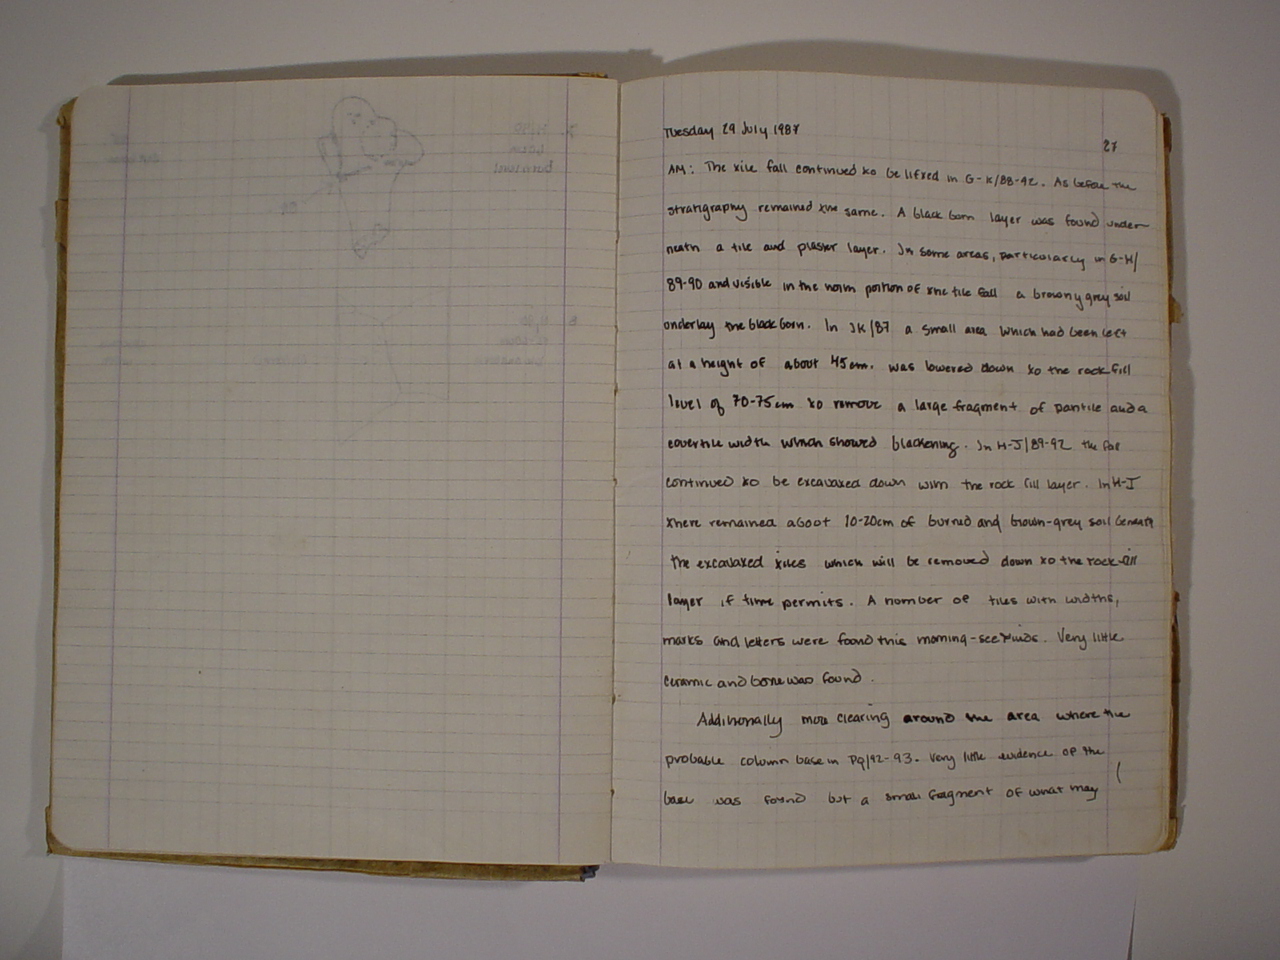 Tuesday 29 July 1987
27
AM: The tile fall continued to be lifted in G-K/88-92. As before the
stratigraphy remained the same. A black burn layer was found under-
neath a tile and plaster layer. In some areas, particularly in G-H/
89-90 and visible in the north portion of the tile fall a browny grey soil
underlay the black burn. In JK/87 a small area which had been left
at a height of about 45cm. was lowered down to the rock fill
level of 70-75cm to remove a large fragment of pantile and a
covertile width which showed blackening. In H-J/89-92 the
continued to be excavated down with the rock fill layer. In H-I
there remained about 10-20cm of burned and brown-grey soil beneath
the excavated tiles which will be removed down to the rock-fill
layer if time permits. A number of tiles with widths,
marks and letters were found this morning-see finds. Very little
ceramic and bone was found.
Additionally more clearing around the area where the
probable column base in PQ/92-93. Very little evidence of the
base was found but a small fragment of what may